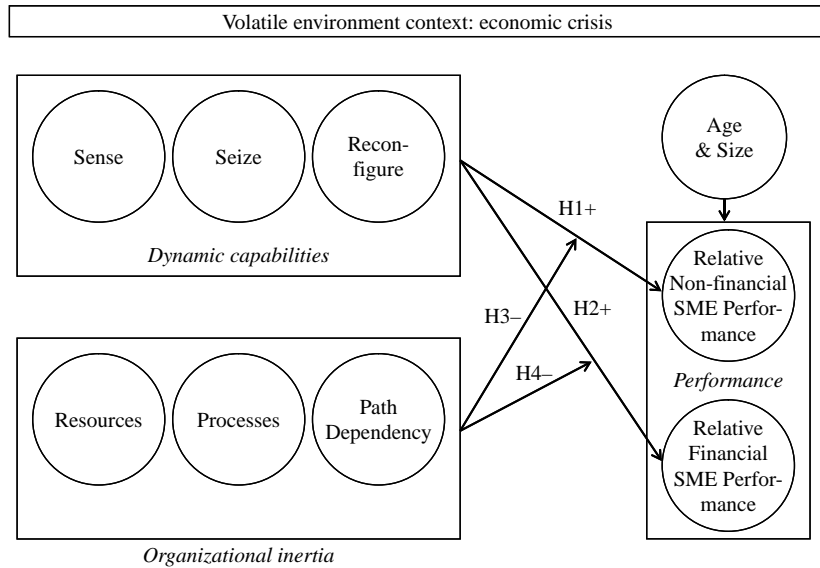 Volatile environment context: economic crisis
Sense
Seize
Recon-
figure
Dynamic capabilities
Age
& Size
H1+
H2+
H3–
H4–
Relative
Non-financial
SME Perfor-
mance
Performance
Relative
Financial
SME Perfor-
mance
Resources
Processes
Path
Dependency
Organizational inertia